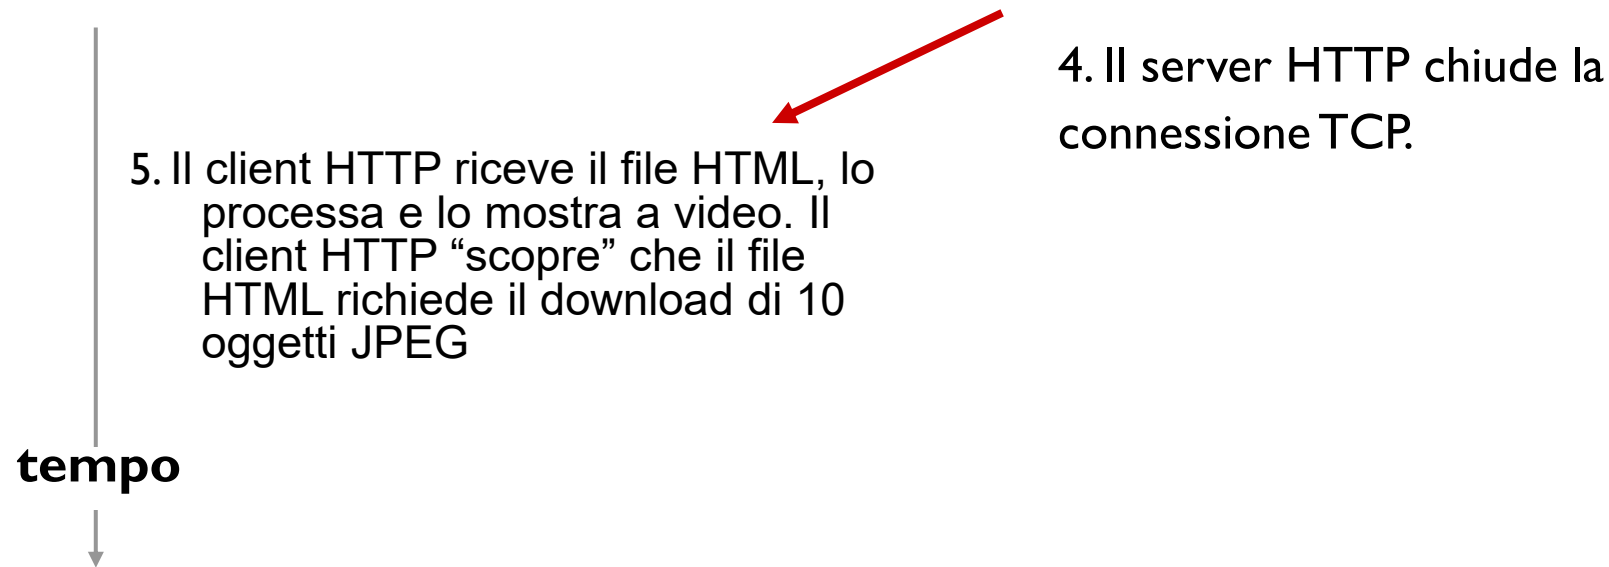 4. Il server HTTP chiude la
connessione TCP.
5. Il client HTTP riceve il file HTML, lo
processa e lo mostra a video. Il
client HTTP “scopre” che il file
HTML richiede il download di 10
oggetti JPEG
tempo